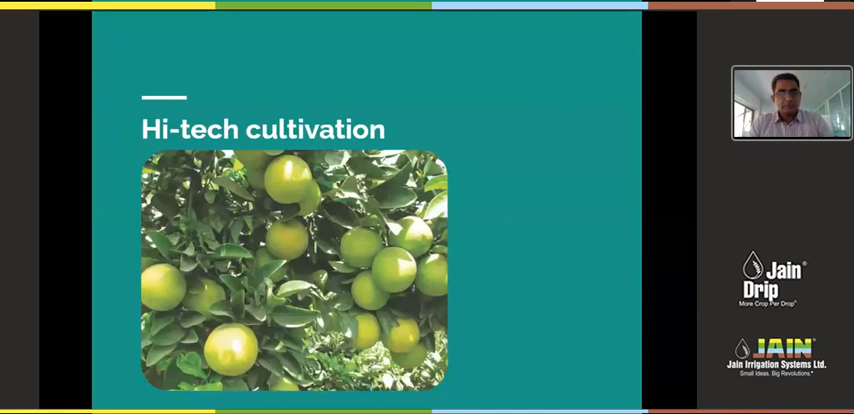 Hi-tech cultivation
Jain®
Drip
More Crop Per Drop®
JAIN®
Jain Irrigation Systems Ltd.
Small Ideas. Big Revolutions.®